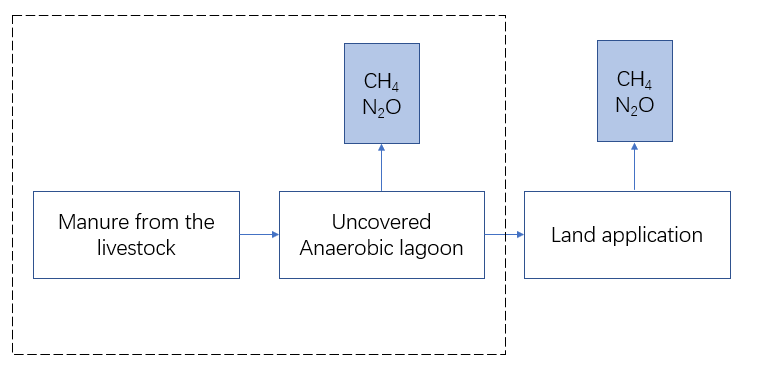 CH₄
N₂O
CH₄
N₂O
Manure from the
livestock
Uncovered
Anaerobic lagoon
Land application